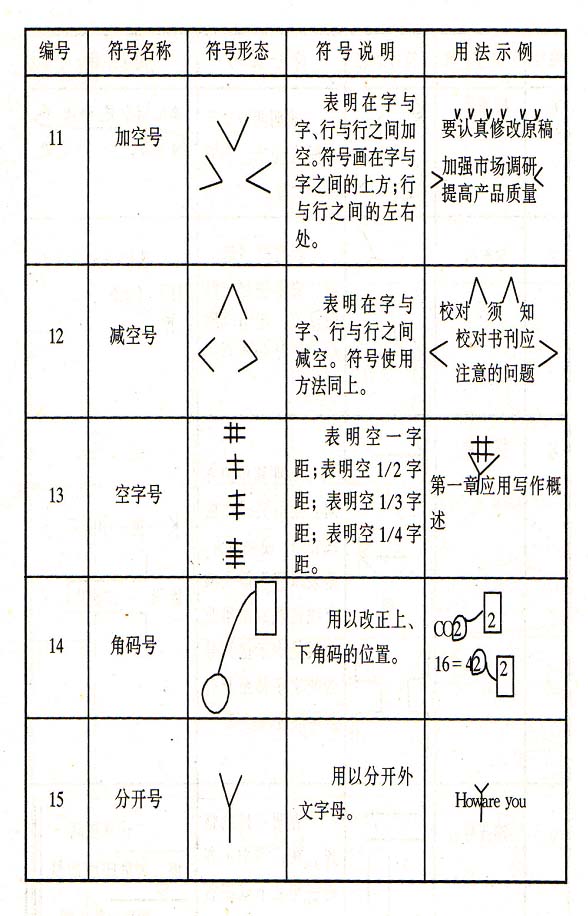 编号 符号名称 符号形态 符号说明 用法示例
11 加空号
表明在字与
字、行与行之间加
空。符号画在字与
字之间的上方;行
与行之间的左右
处。
要认真修改原稿
加强市场调研
提高产品质量
12 减空号
表明在字与
字、行与行之间
减空。符号使用
方法同上。
校对 须 知
校对书刊应
注意的问题
13 空字号
表明空一字
距;表明空1/2字
距;表明空1/3字
距;表明空1/4字
距。
第一章应用写作概
述
14 角码号
用以改正上、
下角码的位置。
CO2 2
16=42 2
15 分开号
用以分开外
文字母。
Howare you